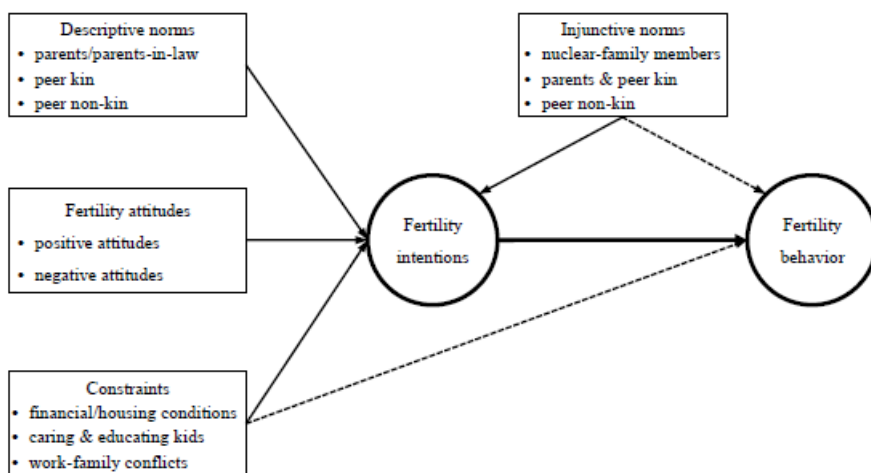 Descriptive norms
• parents/parents-in-law
• peer kin
• peer non-kin
Injunctive norms
• nuclear-family members
• parents & peer kin
• peer non-kin
Fertility attitudes
• positive attitudes
• negative attitudes
Fertility
intentions
Fertility
behavior
Constraints
• financial/housing conditions
• caring & educating kids
• work-family conflicts